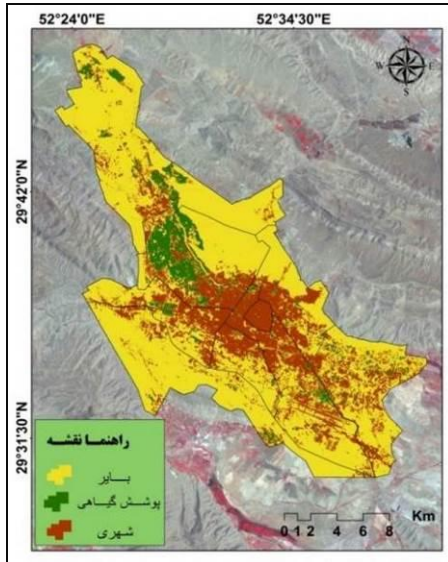 52°24'0"E 52°34'30"E
N
W E
S
29°42'0"N
29°31'30"N
راهنما نقشه
بایر
پوشش گیاهی
شهری
Km
0 1 2 4 6 8